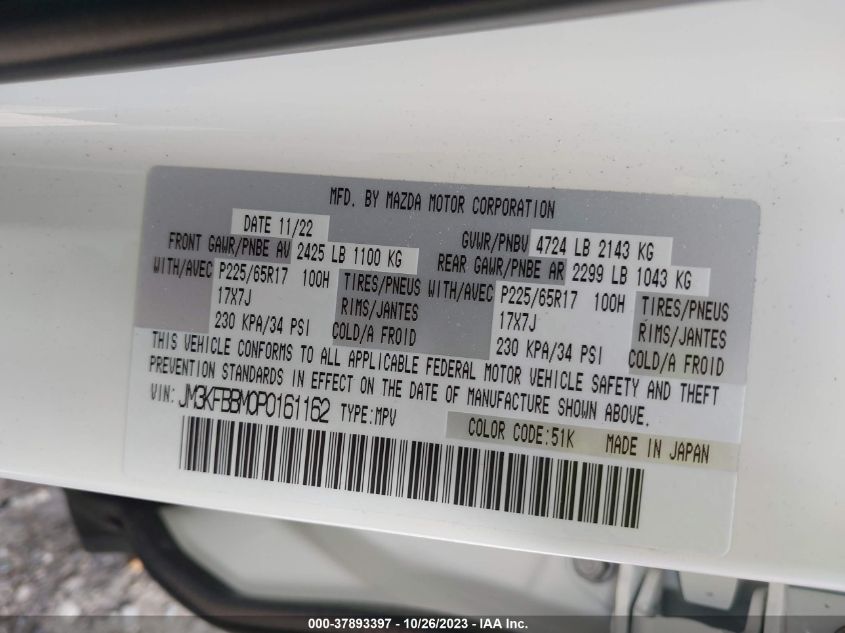 MFD. BY MAZDA MOTOR CORPORATION
DATE 11/22
GVWR/PNBV 4724 LB 2143 KG
FRONT GAWR/PNBE AV 2425 LB 1100 KG
REAR GAWR/PNBE AR 2299 LB 1043 KG
WITH/AVEC P225/65R17 100H TIRES/PNEUS
17X7J RIMS/JANTES
230 KPA/34 PSI COLD/A FROID
WITH/AVEC P225/65R17 100H TIRES/PNEUS
17X7J RIMS/JANTES
230 KPA/34 PSI COLD/A FROID
THIS VEHICLE CONFORMS TO ALL APPLICABLE FEDERAL MOTOR VEHICLE SAFETY AND THEFT
PREVENTION STANDARDS IN EFFECT ON THE DATE OF MANUFACTURE SHOWN ABOVE.
VIN: JM3KFBBM0P0161162 TYPE:MPV
COLOR CODE:51K MADE IN JAPAN
000-37893397 | 10/26/2023 - IAA Inc.